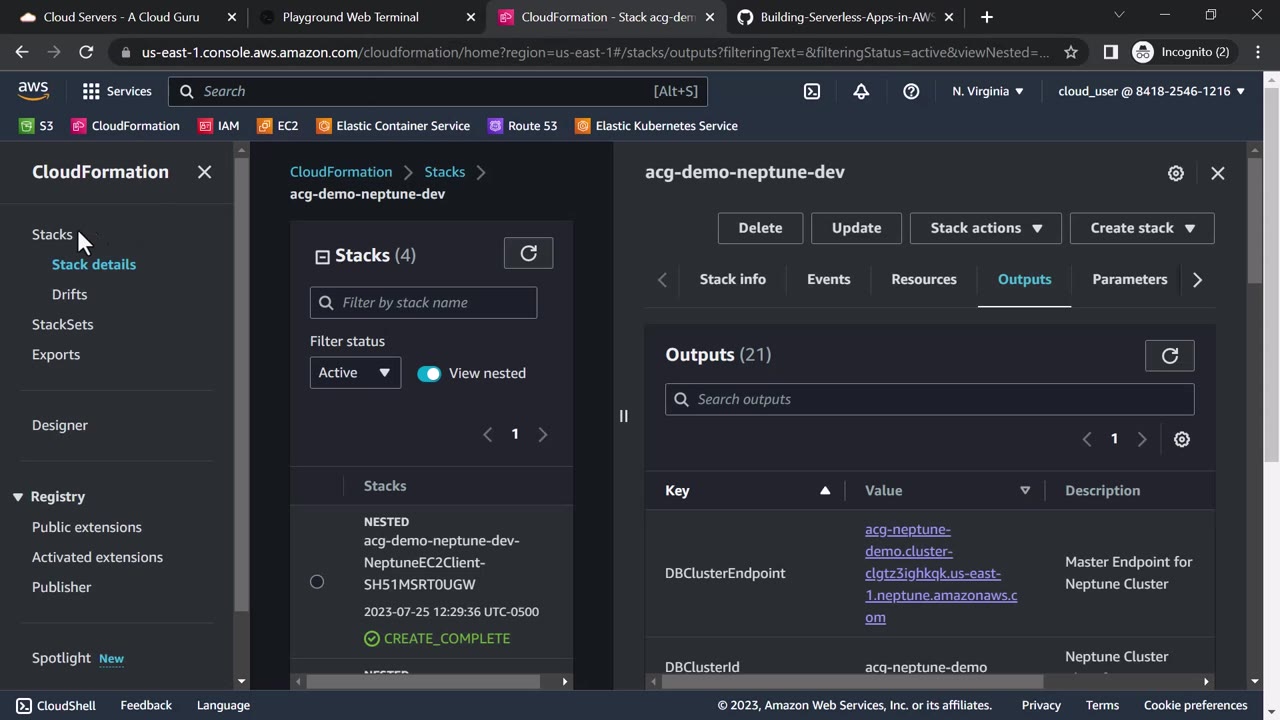 Cloud Servers - A Cloud Guru
Playground Web Terminal
CloudFormation - Stack acg-dem
Building-Serverless-Apps-in-AWS
us-east-1.console.aws.amazon.com/cloudformation/home?region=us-east-1#/stacks/outputs?filteringText=&filteringStatus=active&viewNested=...
Incognito (2)
aws
Services
Search
[Alt+S]
N. Virginia
cloud_user @ 8418-2546-1216
S3
CloudFormation
IAM
EC2
Elastic Container Service
Route 53
Elastic Kubernetes Service
CloudFormation
Stacks
Stack details
Drifts
StackSets
Exports
Designer
Registry
Public extensions
Activated extensions
Publisher
Spotlight New
CloudFormation > Stacks >
acg-demo-neptune-dev
Stacks (4)
Filter by stack name
Filter status
Active
View nested
1
Stacks
NESTED
acg-demo-neptune-dev-
NeptuneEC2Client-
SH51MSRT0UGW
2023-07-25 12:29:36 UTC-0500
CREATE_COMPLETE
NESTED
acg-demo-neptune-dev
Delete
Update
Stack actions
Create stack
Stack info
Events
Resources
Outputs
Parameters
Outputs (21)
Search outputs
1
Key
Value
Description
DBClusterEndpoint
acg-neptune-
demo.cluster-
clgtz3ighkqk.us-east-
1.neptune.amazonaws.c
om
Master Endpoint for
Neptune Cluster
DBClusterId
acg-neptune-demo
Neptune Cluster
CloudShell
Feedback
Language
© 2023, Amazon Web Services, Inc. or its affiliates.
Privacy
Terms
Cookie preferences